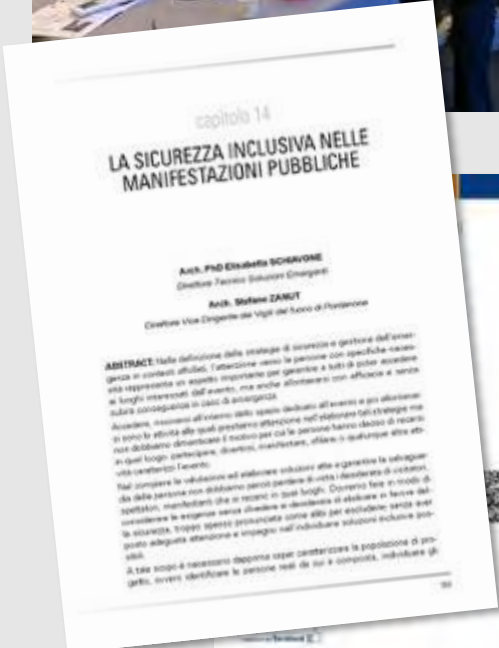 capitolo 14
LA SICUREZZA INCLUSIVA NELLE
MANIFESTAZIONI PUBBLICHE
Arch. PhD Elisabetta SCHIAVONE
Direttore Tecnico Soluzioni Emergenti
Arch. Stefano ZANUT
Direttore Vice Dirigente dei Vigili del fuoco di Pordenone
ABSTRACT: Nella definizione delle strategie di sicurezza e gestione dell'emer-
genza in contesti affollati, l'attenzione verso le persone con specifiche neces-
sità rappresenta un aspetto importante per garantire a tutti di poter accedere
ai luoghi interessati dall'evento, ma anche allontanarsi con efficacia e senza
subire conseguenze in caso di emergenza.
Accedere, muoversi all'interno dello spazio dedicato all'evento e poi allontanar-
si sono le attività alle quali prestiamo attenzione nell'elaborare tali strategie ma
non dobbiamo dimenticare il motivo per cui le persone hanno deciso di recarsi
in quel luogo: partecipare, divertirsi, manifestare, sfilare o qualunque altra atti-
vità caratterizzi l'evento.
Nel compiere le valutazioni ed elaborare soluzioni atte a garantire la salvaguar-
dia delle persone non dobbiamo perciò perdere di vista i desiderata di visitatori,
spettatori, manifestanti che si recano in quei luoghi. Dovremo fare in modo di
considerare le esigenze senza chiedere ai desiderata di abdicare in favore del-
la sicurezza, troppo spesso pronunciata come alibi per escludere senza aver
posto adeguata attenzione e impegno nell'individuare soluzioni inclusive pos-
sibili.
A tale scopo è necessario dapprima saper caratterizzare la popolazione di pro-
getto, ovvero identificare le persone reali da cui è composta, individuare gli